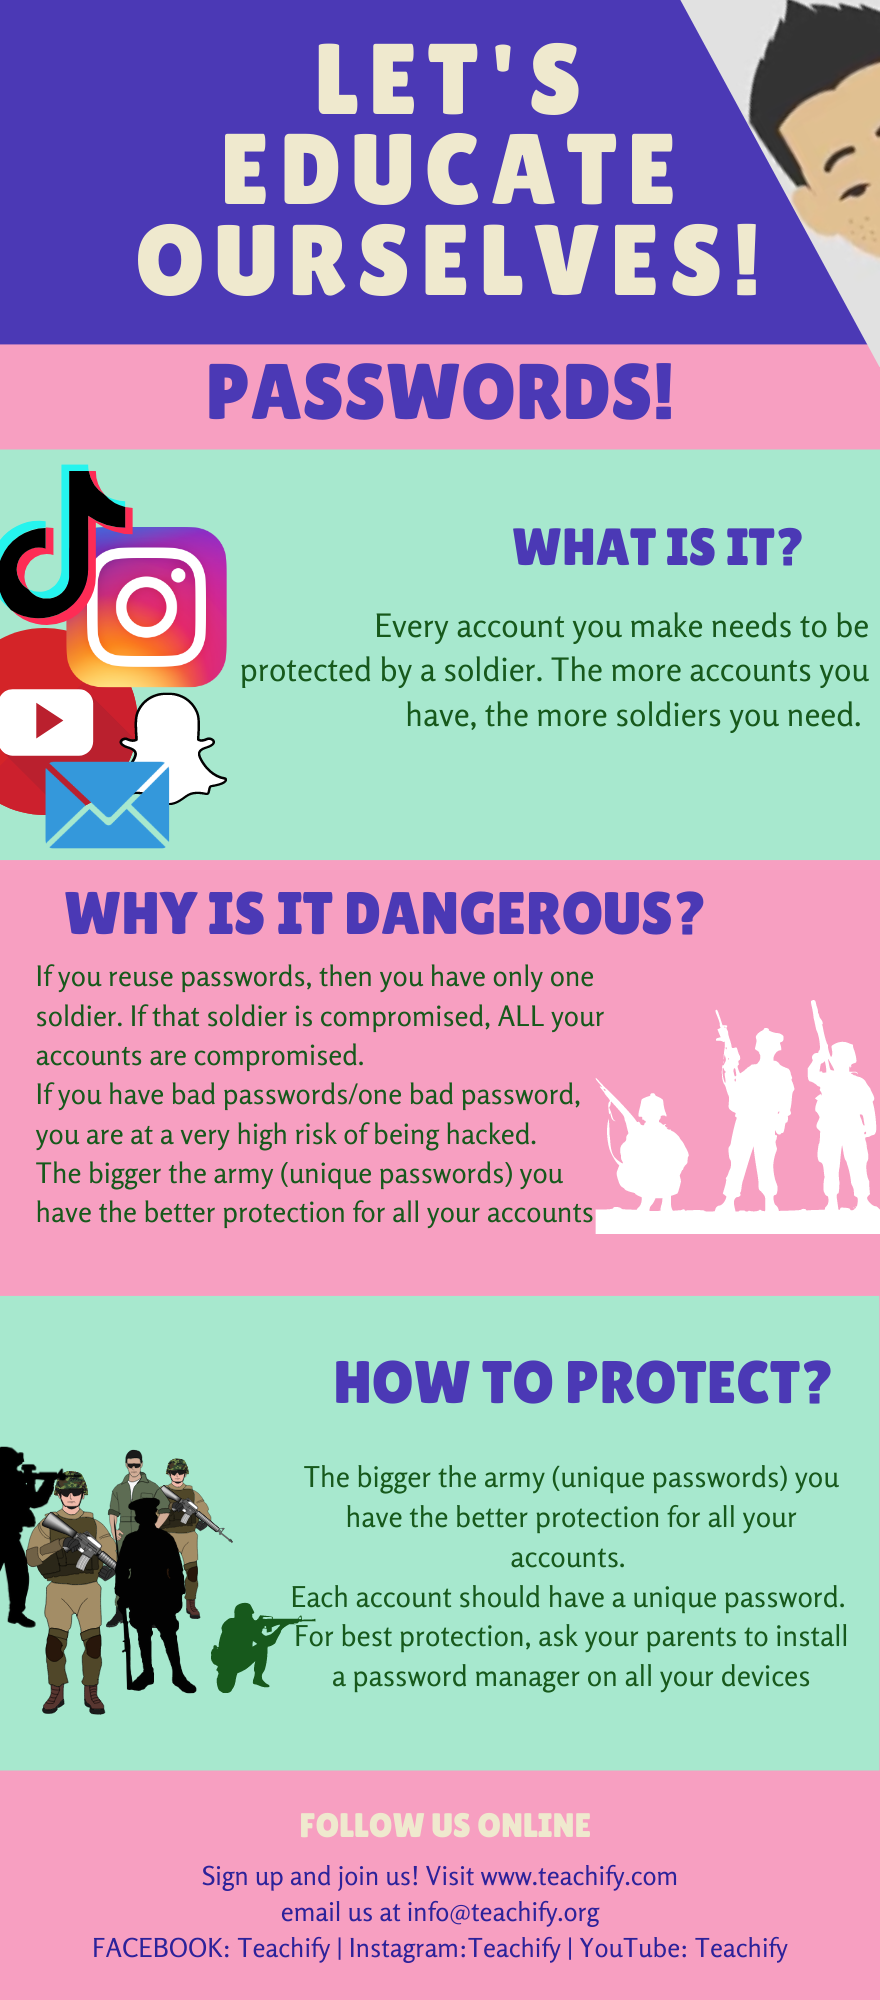 LET'S
EDUCATE
OURSELVES!
PASSWORDS!
WHAT IS IT?
Every account you make needs to be
protected by a soldier. The more accounts you
have, the more soldiers you need.
WHY IS IT DANGEROUS?
If you reuse passwords, then you have only one
soldier. If that soldier is compromised, ALL your
accounts are compromised.
If you have bad passwords/one bad password,
you are at a very high risk of being hacked.
The bigger the army (unique passwords) you
have the better protection for all your accounts
HOW TO PROTECT?
The bigger the army (unique passwords) you
have the better protection for all your
accounts.
Each account should have a unique password.
For best protection, ask your parents to install
a password manager on all your devices
FOLLOW US ONLINE
Sign up and join us! Visit www.teachify.com
email us at info@teachify.org
FACEBOOK: Teachify | Instagram:Teachify | YouTube: Teachify